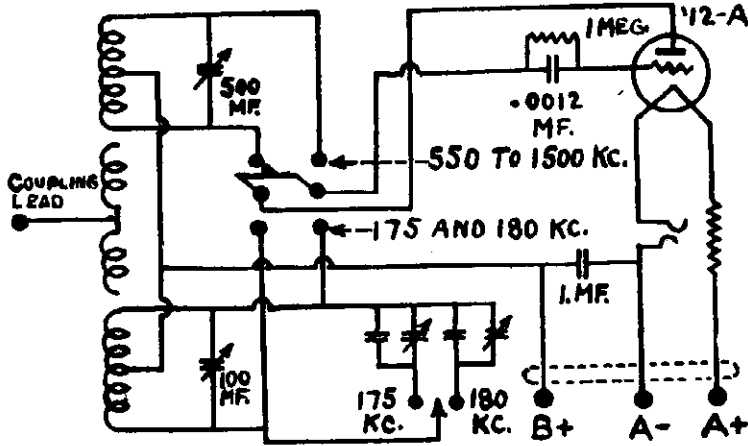 1 MEG.
'12-A
500
MF.
.0012
MF.
550 TO 1500 KC.
COUPLING
LEAD
175 AND 180 KC.
1. MF.
100
MF.
175
KC.
180
KC.
B+
A-
A+